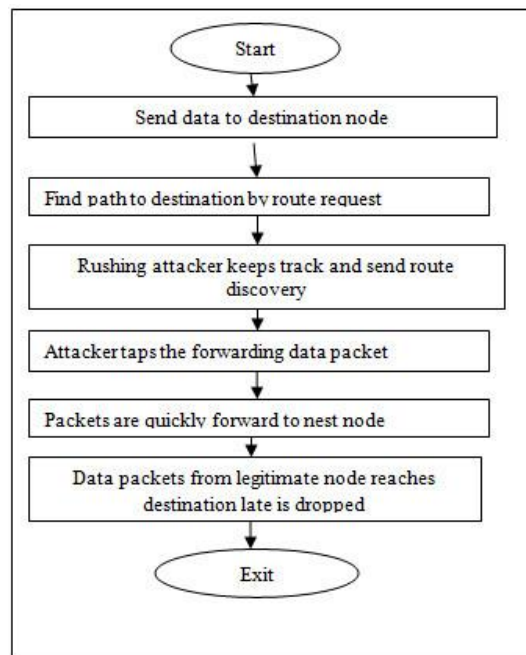 Start
Send data to destination node
Find path to destination by route request
Rushing attacker keeps track and send route
discovery
Attacker taps the forwarding data packet
Packets are quickly forward to nest node
Data packets from legitimate node reaches
destination late is dropped
Exit